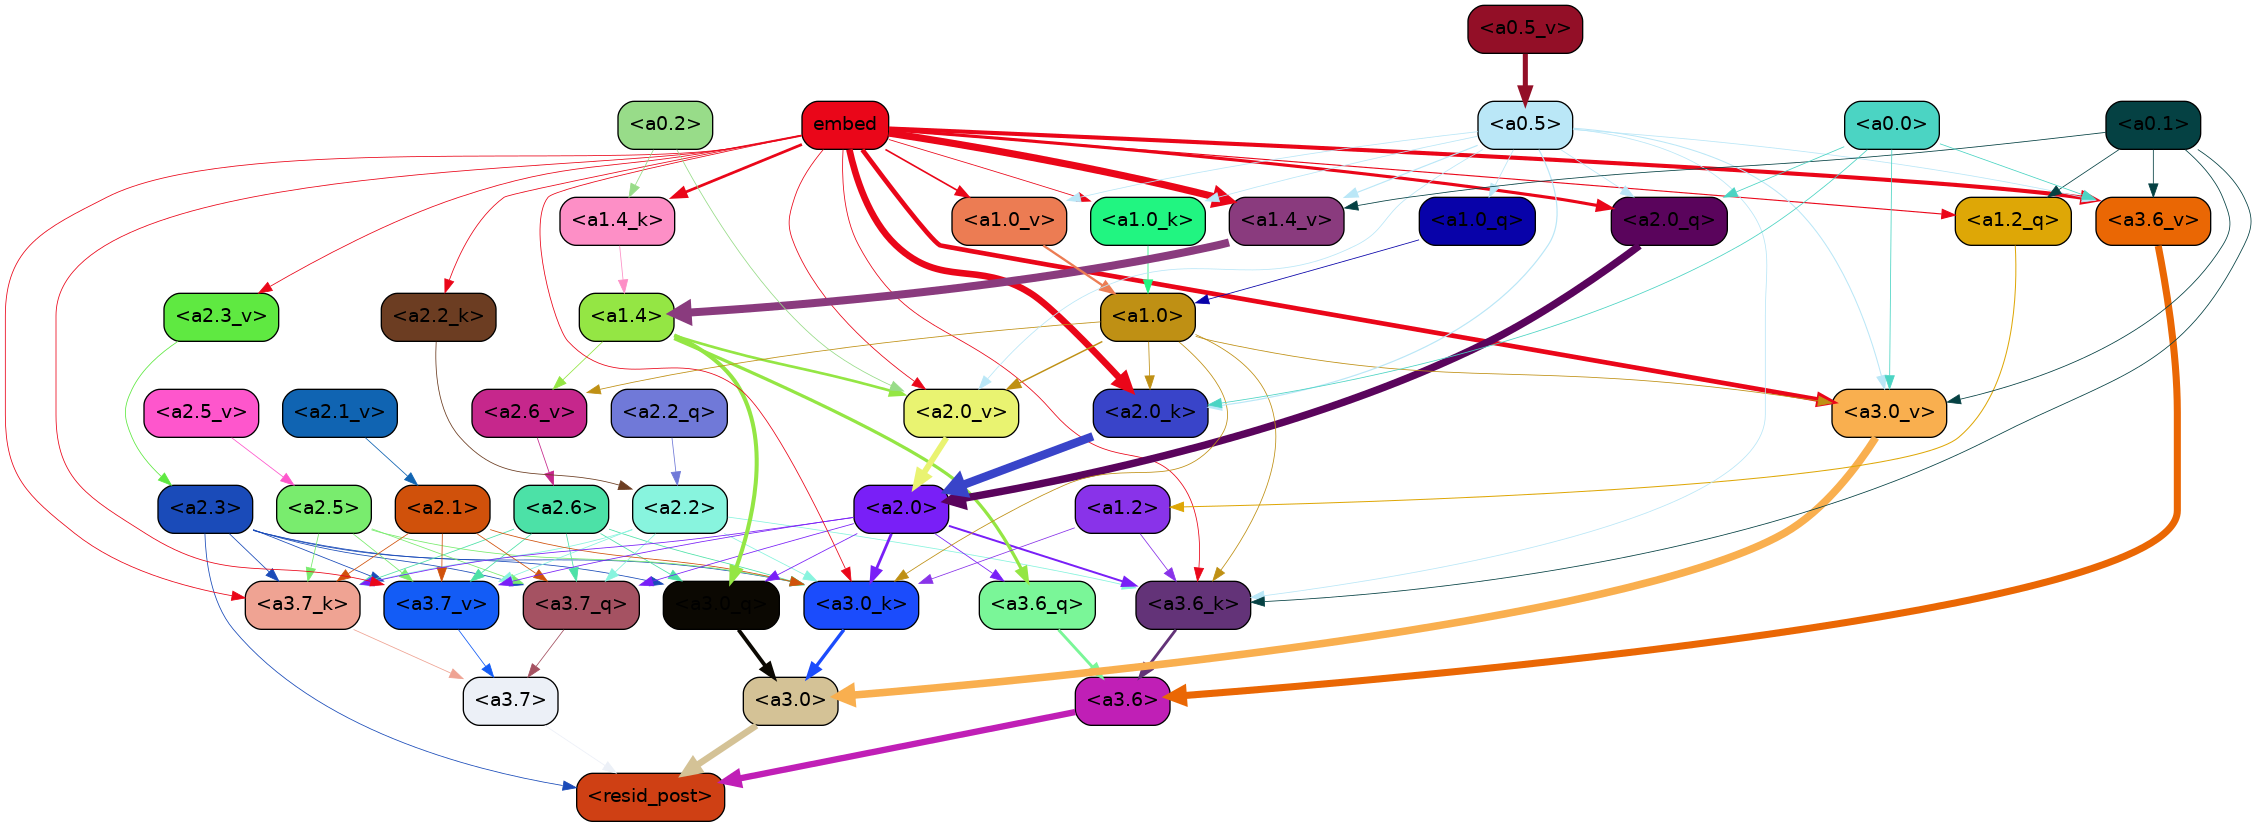 <a0.5_v>
<a0.2>
embed
<a0.5>
<a0.0>
<a0.1>
<a1.4_k>
<a1.0_v>
<a1.0_k>
<a1.4_v>
<a1.0_q>
<a2.0_q>
<a1.2_q>
<a3.6_v>
<a2.3_v>
<a2.2_k>
<a1.4>
<a1.0>
<a2.5_v>
<a2.1_v>
<a2.6_v>
<a2.2_q>
<a2.0_v>
<a2.0_k>
<a3.0_v>
<a2.3>
<a2.5>
<a2.1>
<a2.6>
<a2.2>
<a2.0>
<a1.2>
<a3.7_k>
<a3.7_v>
<a3.7_q>
<a3.0_q>
<a3.0_k>
<a3.6_q>
<a3.6_k>
<a3.7>
<a3.0>
<a3.6>
<resid_post>